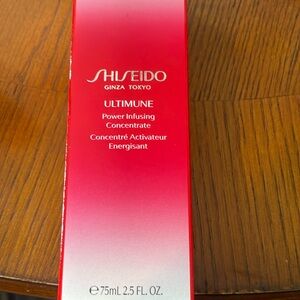 SHISEIDO
GINZA TOKYO
ULTIMUNE
Power Infusing
Concentrate
Concentré Activateur
Energisant
℮75mL 2.5 FL. OZ.